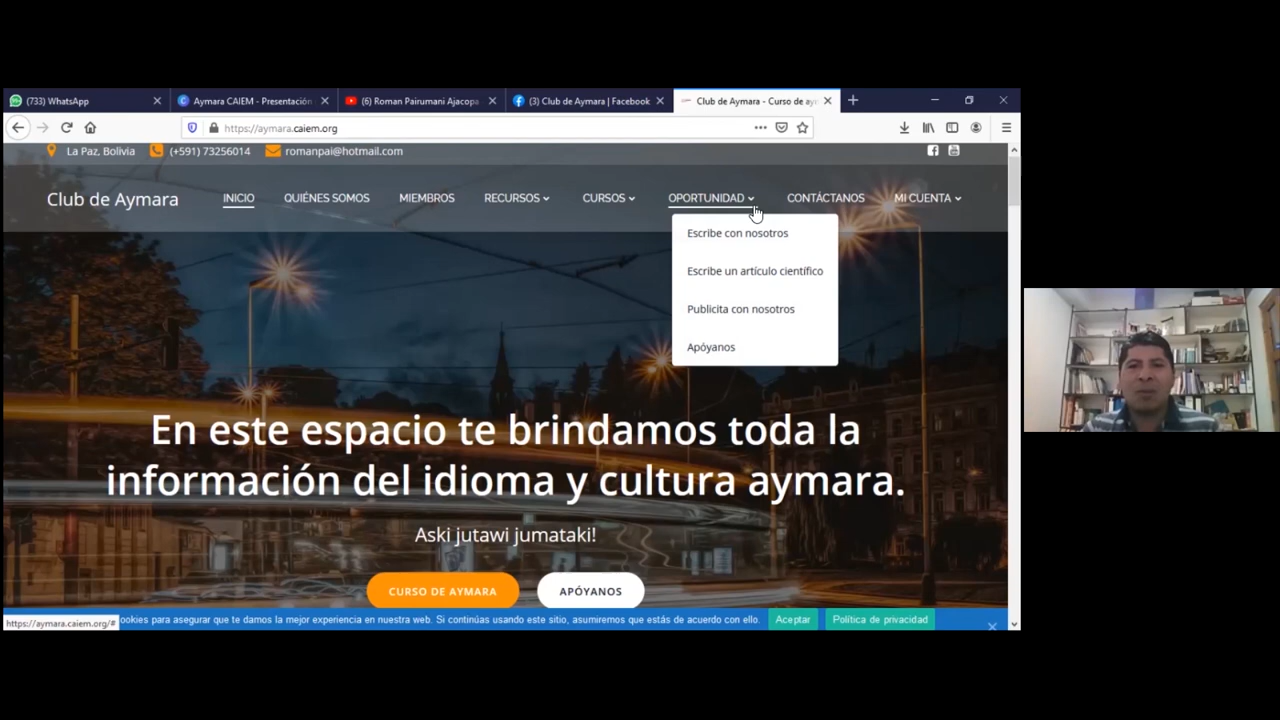 (733) WhatsApp
Aymara CAIEM - Presentación
(6) Roman Pairumani Ajacopa
(3) Club de Aymara | Facebook
Club de Aymara - Curso de aym
https://aymara.caiem.org
La Paz, Bolivia (+591) 73256014 romanpai@hotmail.com
Club de Aymara
INICIO QUIÉNES SOMOS MIEMBROS RECURSOS CURSOS OPORTUNIDAD CONTÁCTANOS MI CUENTA
Escribe con nosotros
Escribe un artículo científico
Publicita con nosotros
Apóyanos
En este espacio te brindamos toda la
información del idioma y cultura aymara.
Aski jutawi jumataki!
CURSO DE AYMARA APÓYANOS
https://aymara.caiem.org/#
ookies para asegurar que te damos la mejor experiencia en nuestra web. Si continúas usando este sitio, asumiremos que estás de acuerdo con ello. Aceptar Política de privacidad